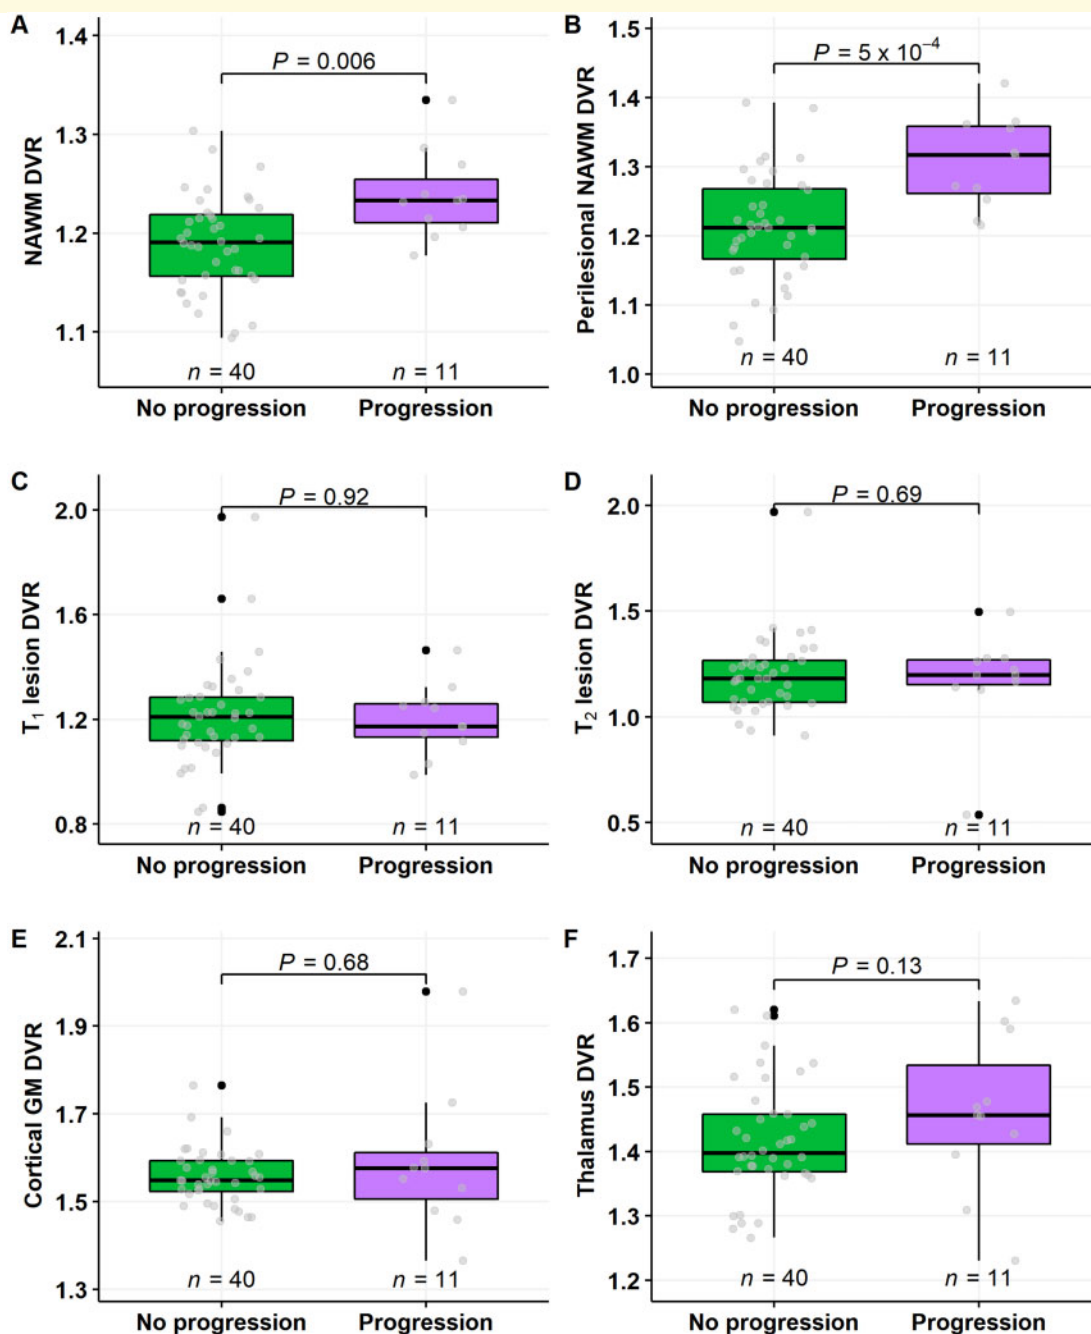 A
NAWM DVR
1.4
1.3
1.2
1.1
P = 0.006
n = 40
n = 11
No progression
Progression
B
Perilesional NAWM DVR
1.5
1.4
1.3
1.2
1.1
1.0
P = 5 x 10⁻⁴
n = 40
n = 11
No progression
Progression
C
T₁ lesion DVR
2.0
1.6
1.2
0.8
P = 0.92
n = 40
n = 11
No progression
Progression
D
T₂ lesion DVR
2.0
1.5
1.0
0.5
P = 0.69
n = 40
n = 11
No progression
Progression
E
Cortical GM DVR
2.1
1.9
1.7
1.5
1.3
P = 0.68
n = 40
n = 11
No progression
Progression
F
Thalamus DVR
1.7
1.6
1.5
1.4
1.3
1.2
P = 0.13
n = 40
n = 11
No progression
Progression